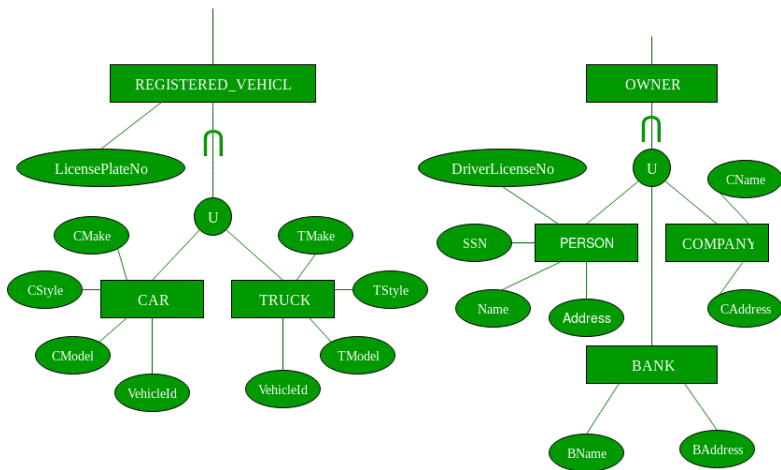 REGISTERED_VEHICL
OWNER
∩
∩
LicensePlateNo
DriverLicenseNo
U
CName
U
CMake
TMake
SSN
PERSON
COMPANY
CStyle
CAR
TRUCK
TStyle
Name
Address
CAddress
CModel
TModel
VehicleId
VehicleId
BANK
BName
BAddress